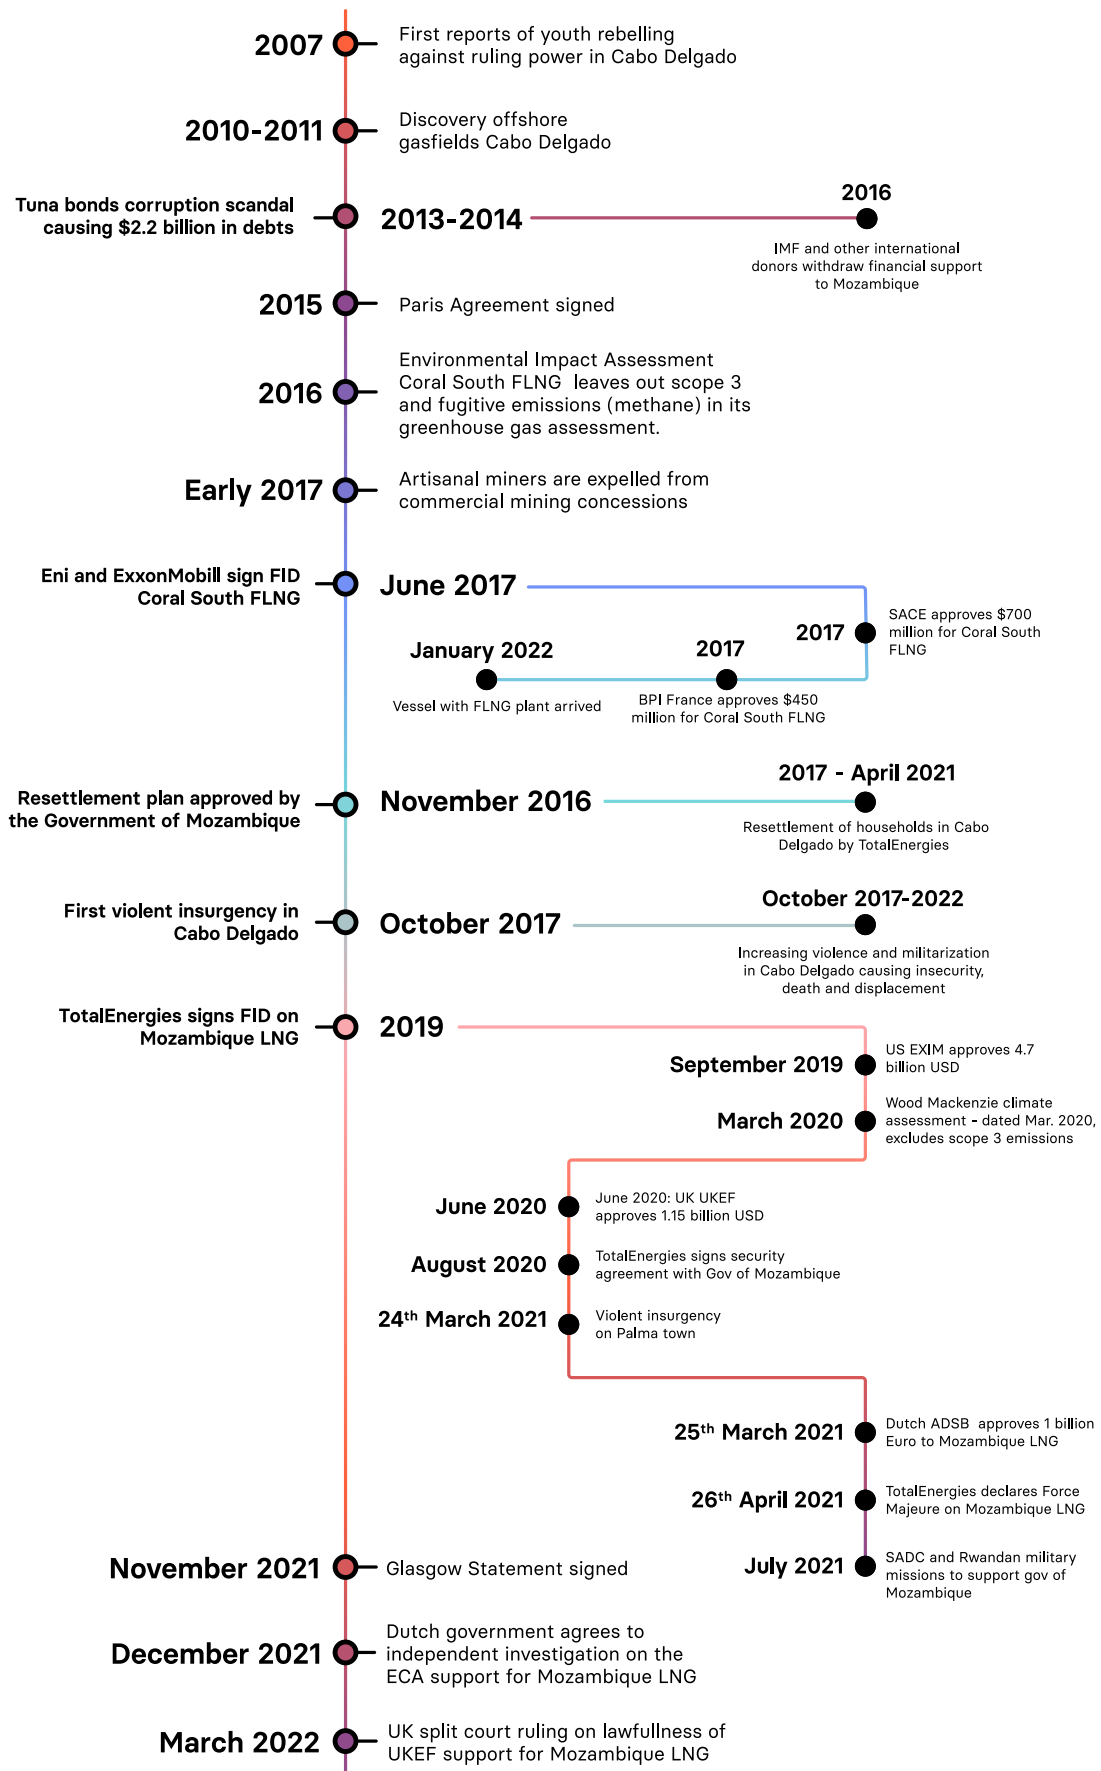 2007
First reports of youth rebelling
against ruling power in Cabo Delgado
2010-2011
Discovery offshore
gasfields Cabo Delgado
Tuna bonds corruption scandal
causing $2.2 billion in debts
2013-2014
2016
IMF and other international
donors withdraw financial support
to Mozambique
2015
Paris Agreement signed
2016
Environmental Impact Assessment
Coral South FLNG leaves out scope 3
and fugitive emissions (methane) in its
greenhouse gas assessment.
Early 2017
Artisanal miners are expelled from
commercial mining concessions
Eni and ExxonMobill sign FID
Coral South FLNG
June 2017
2017
SACE approves $700
million for Coral South
FLNG
2017
BPI France approves $450
million for Coral South FLNG
January 2022
Vessel with FLNG plant arrived
Resettlement plan approved by
the Government of Mozambique
November 2016
2017 - April 2021
Resettlement of households in Cabo
Delgado by TotalEnergies
First violent insurgency in
Cabo Delgado
October 2017
October 2017-2022
Increasing violence and militarization
in Cabo Delgado causing insecurity,
death and displacement
TotalEnergies signs FID on
Mozambique LNG
2019
September 2019
US EXIM approves 4.7
billion USD
March 2020
Wood Mackenzie climate
assessment - dated Mar. 2020,
excludes scope 3 emissions
June 2020
June 2020: UK UKEF
approves 1.15 billion USD
August 2020
TotalEnergies signs security
agreement with Gov of Mozambique
24th March 2021
Violent insurgency
on Palma town
25th March 2021
Dutch ADSB approves 1 billion
Euro to Mozambique LNG
26th April 2021
TotalEnergies declares Force
Majeure on Mozambique LNG
July 2021
SADC and Rwandan military
missions to support gov of
Mozambique
November 2021
Glasgow Statement signed
December 2021
Dutch government agrees to
independent investigation on the
ECA support for Mozambique LNG
March 2022
UK split court ruling on lawfullness of
UKEF support for Mozambique LNG